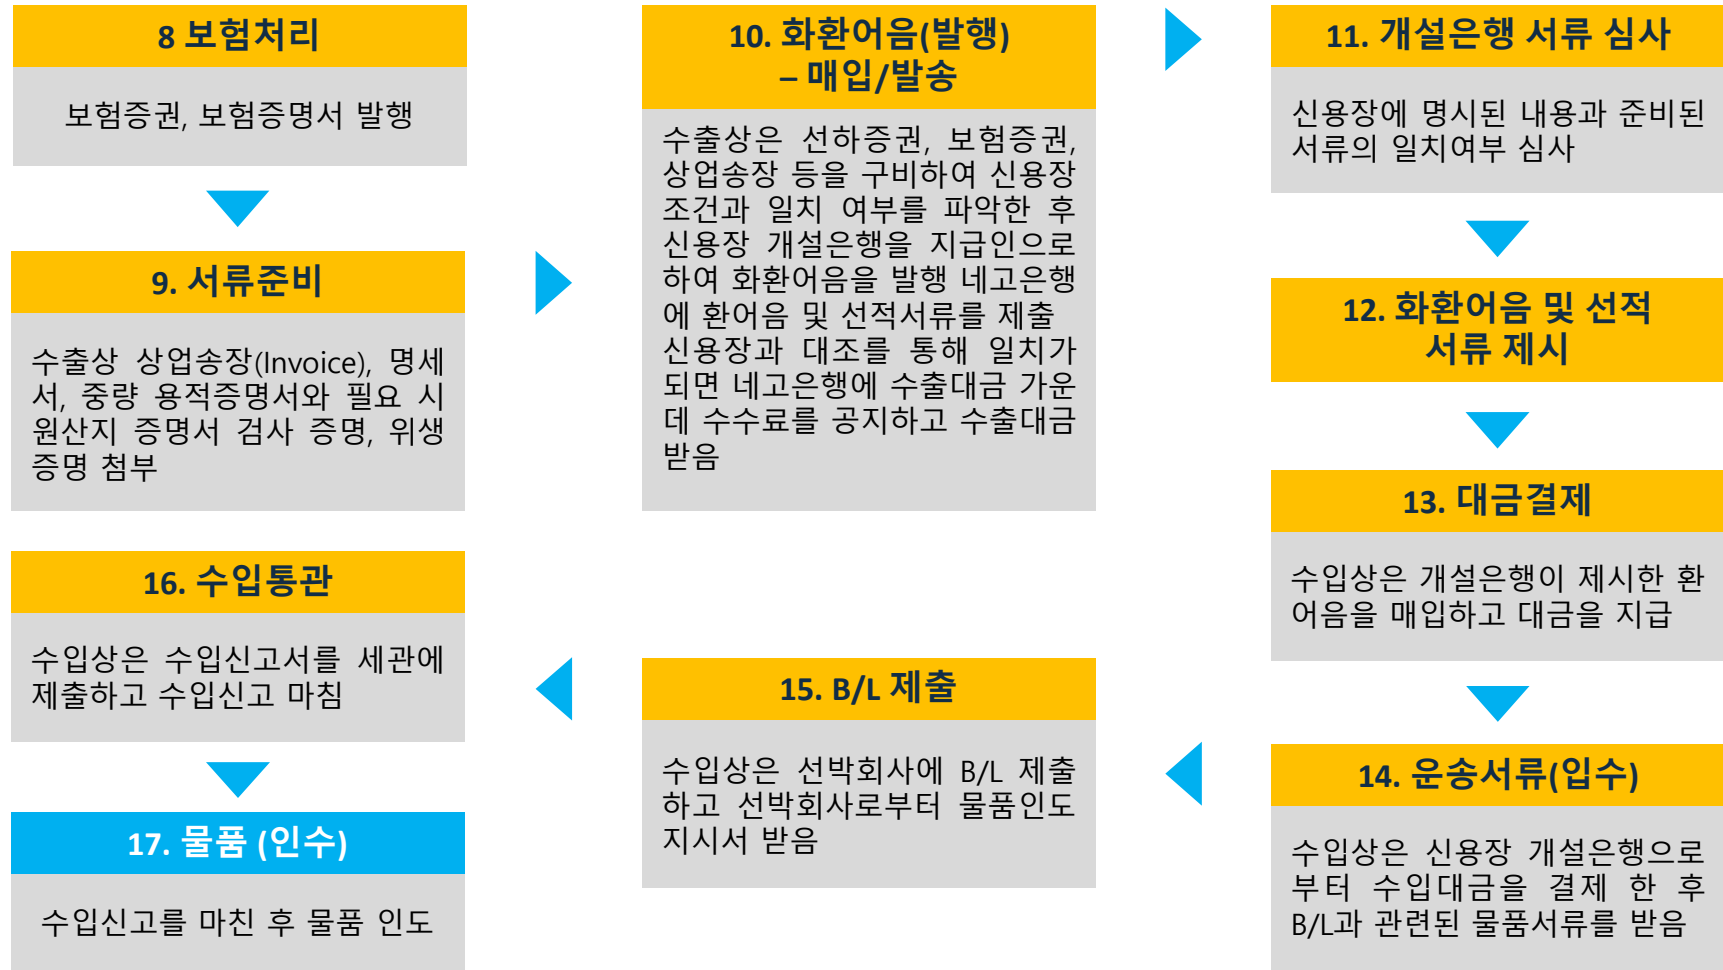 8 보험처리
보험증권, 보험증명서 발행
9. 서류준비
수출상 상업송장(Invoice), 명세
서, 중량 용적증명서와 필요 시
원산지 증명서 검사 증명, 위생
증명 첨부
10. 화환어음(발행)
– 매입/발송
수출상은 선하증권, 보험증권,
상업송장 등을 구비하여 신용장
조건과 일치 여부를 파악한 후
신용장 개설은행을 지급인으로
하여 화환어음을 발행 네고은행
에 환어음 및 선적서류를 제출
신용장과 대조를 통해 일치가
되면 네고은행에 수출대금 가운
데 수수료를 공지하고 수출대금
받음
11. 개설은행 서류 심사
신용장에 명시된 내용과 준비된
서류의 일치여부 심사
12. 화환어음 및 선적
서류 제시
13. 대금결제
수입상은 개설은행이 제시한 환
어음을 매입하고 대금을 지급
14. 운송서류(입수)
수입상은 신용장 개설은행으로
부터 수입대금을 결제 한 후
B/L과 관련된 물품서류를 받음
15. B/L 제출
수입상은 선박회사에 B/L 제출
하고 선박회사로부터 물품인도
지시서 받음
16. 수입통관
수입상은 수입신고서를 세관에
제출하고 수입신고 마침
17. 물품 (인수)
수입신고를 마친 후 물품 인도